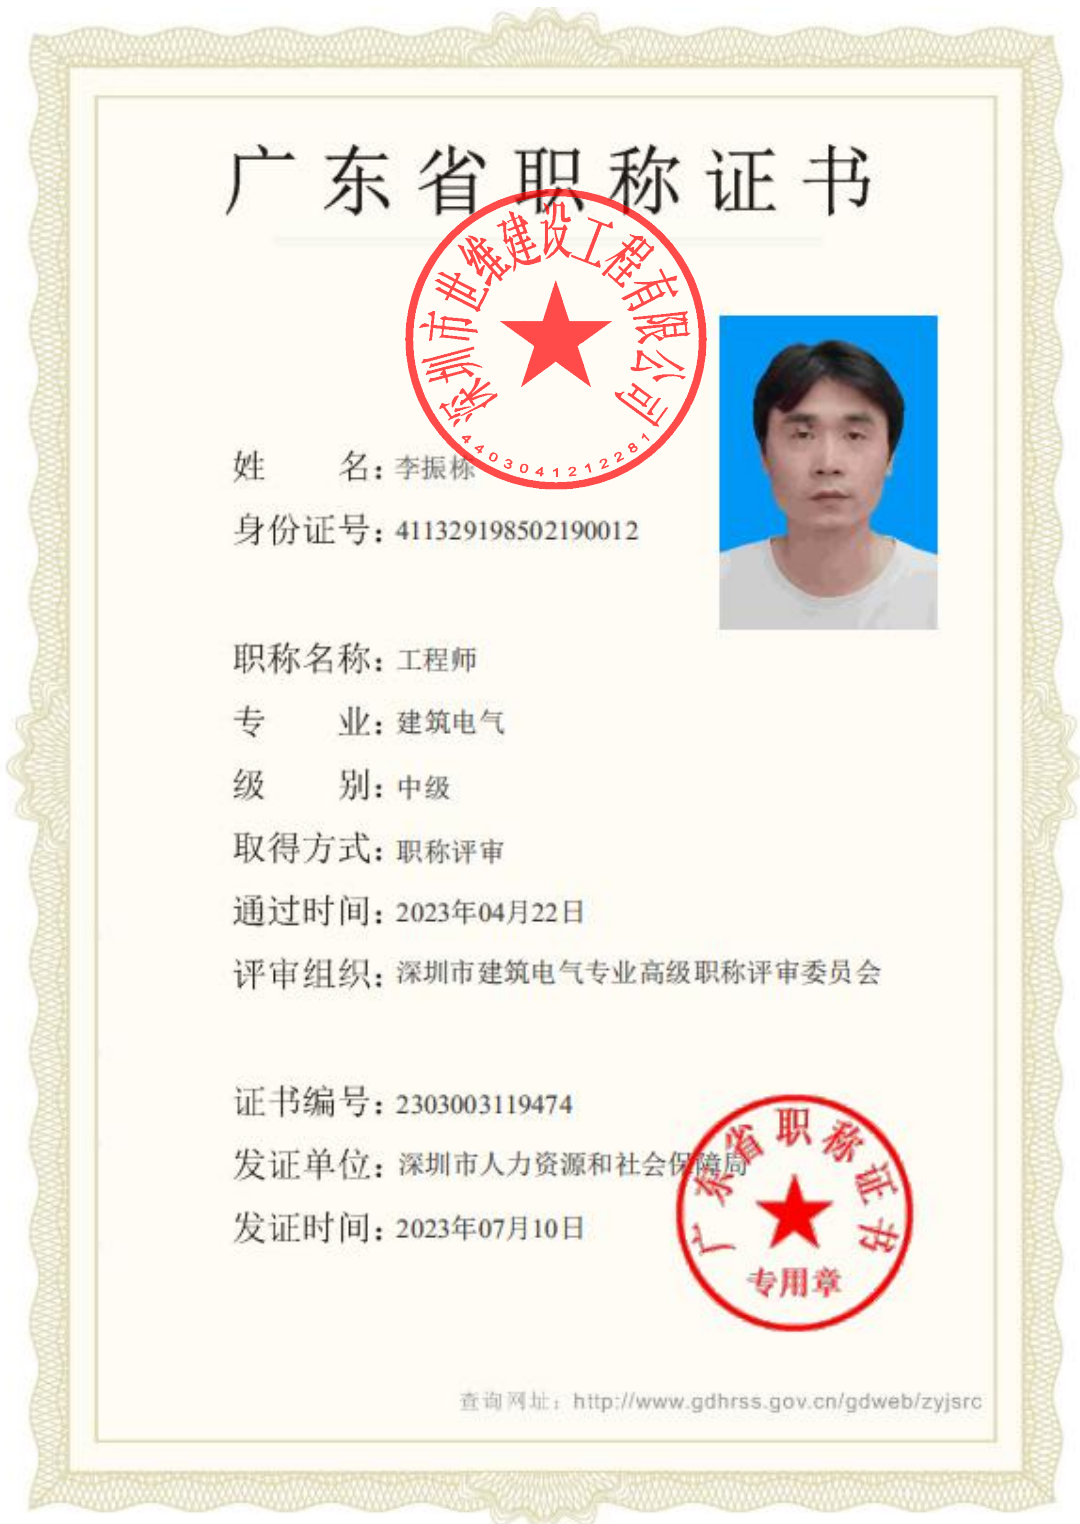 广东省职称证书
深圳市世维建设工程有限公司
4403041212281
姓名：李振栋
身份证号：411329198502190012
职称名称：工程师
专业：建筑电气
级别：中级
取得方式：职称评审
通过时间：2023年04月22日
评审组织：深圳市建筑电气专业高级职称评审委员会
证书编号：2303003119474
发证单位：深圳市人力资源和社会保障局
发证时间：2023年07月10日
广东省职称证书
专用章
查询网址：http://www.gdhrss.gov.cn/gdweb/zyjsrc